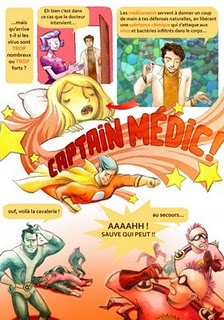 ...mais
qu'arrive
t-il si les
virus sont
TROP
nombreux
ou TROP
forts ?
Eh bien c'est dans
ce cas que le docteur
intervient...
Les médicaments servent à donner un coup
de main à tes défenses naturelles, en libérant
une substance chimique qui s'attaque aux
virus et bactéries infiltrés dans le corps...
CAPTAIN MÉDIC!
ouf, voilà la cavalerie !
au secours...
AAAAH !
SAUVE QUI PEUT !!